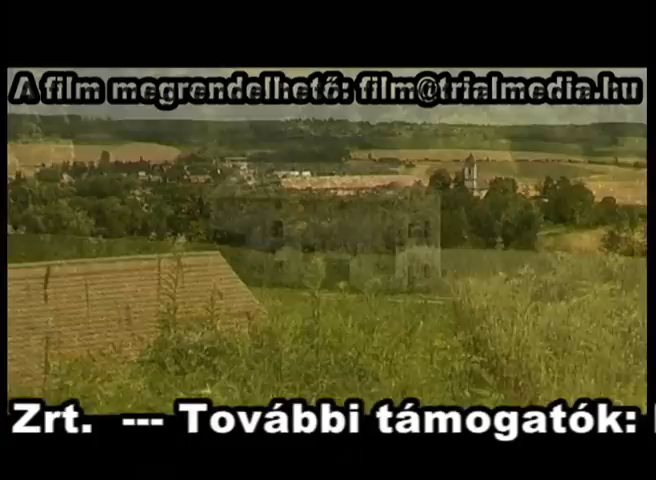 A film megrendelhető: film@trialmedia.hu
Zrt. --- További támogatók: